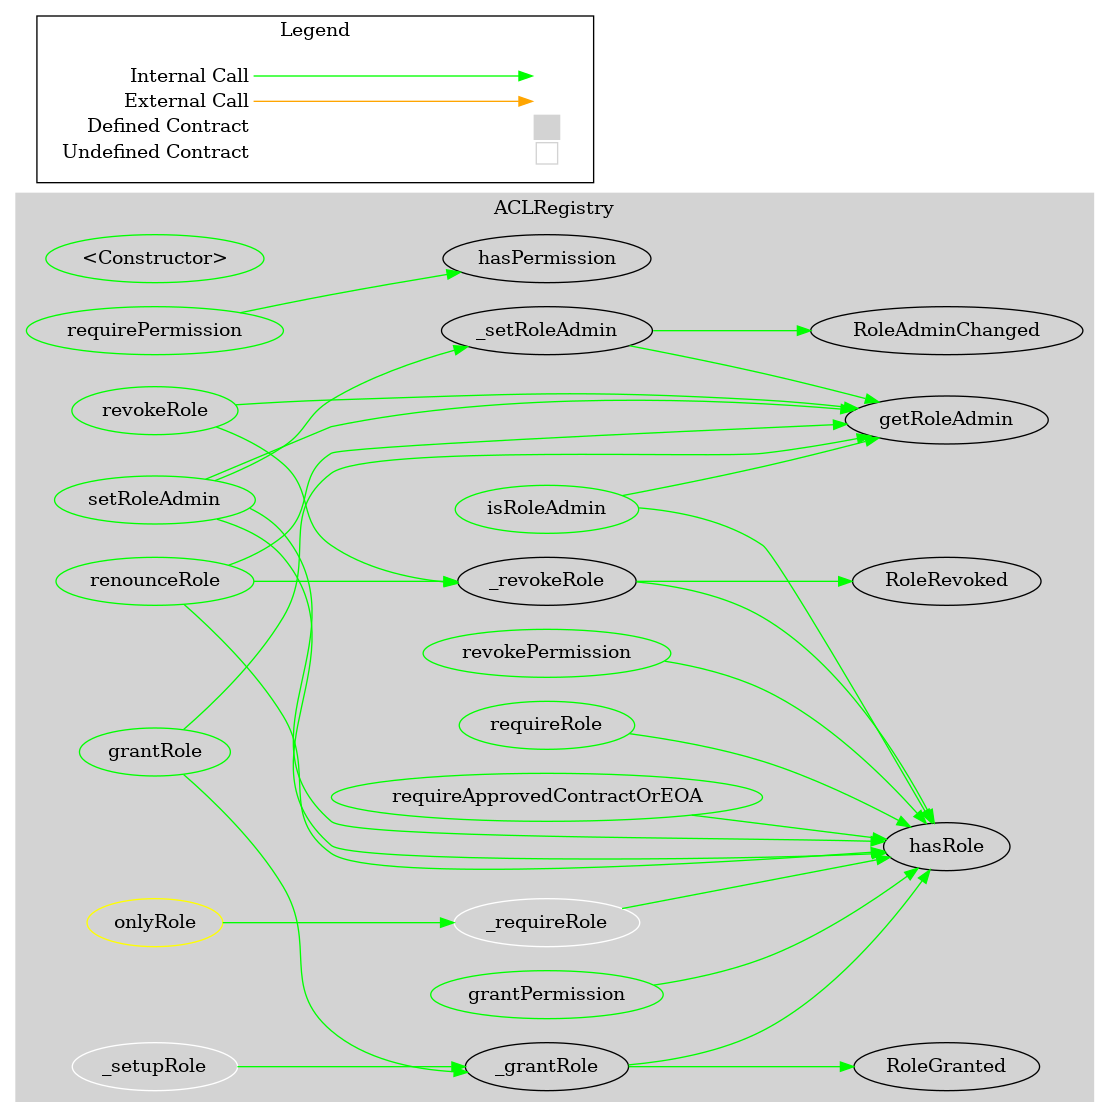 Legend
Internal Call
External Call
Defined Contract
Undefined Contract
ACLRegistry
<Constructor>
hasPermission
requirePermission
_setRoleAdmin
RoleAdminChanged
revokeRole
getRoleAdmin
setRoleAdmin
isRoleAdmin
renounceRole
_revokeRole
RoleRevoked
revokePermission
requireRole
grantRole
requireApprovedContractOrEOA
hasRole
onlyRole
_requireRole
grantPermission
_setupRole
_grantRole
RoleGranted